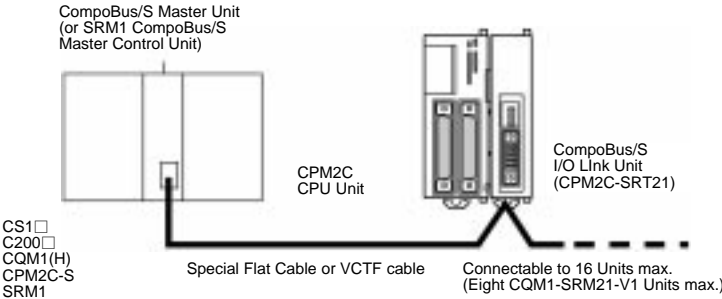 CompoBus/S Master Unit
(or SRM1 CompoBus/S
Master Control Unit)
CPM2C
CPU Unit
CompoBus/S
I/O LInk Unit
(CPM2C-SRT21)
CS1□
C200□
CQM1(H)
CPM2C-S
SRM1
Special Flat Cable or VCTF cable
Connectable to 16 Units max.
(Eight CQM1-SRM21-V1 Units max.)